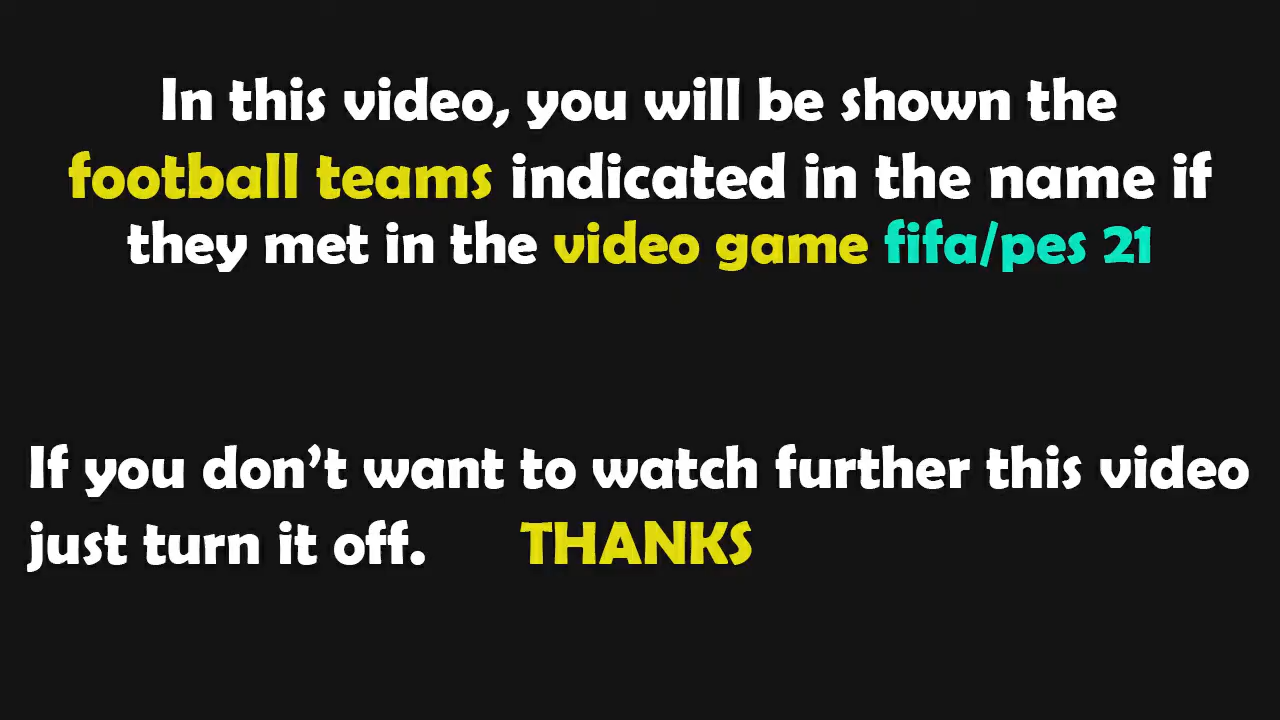 In this video, you will be shown the
football teams indicated in the name if
they met in the video game fifa/pes 21
If you don't want to watch further this video
just turn it off. THANKS